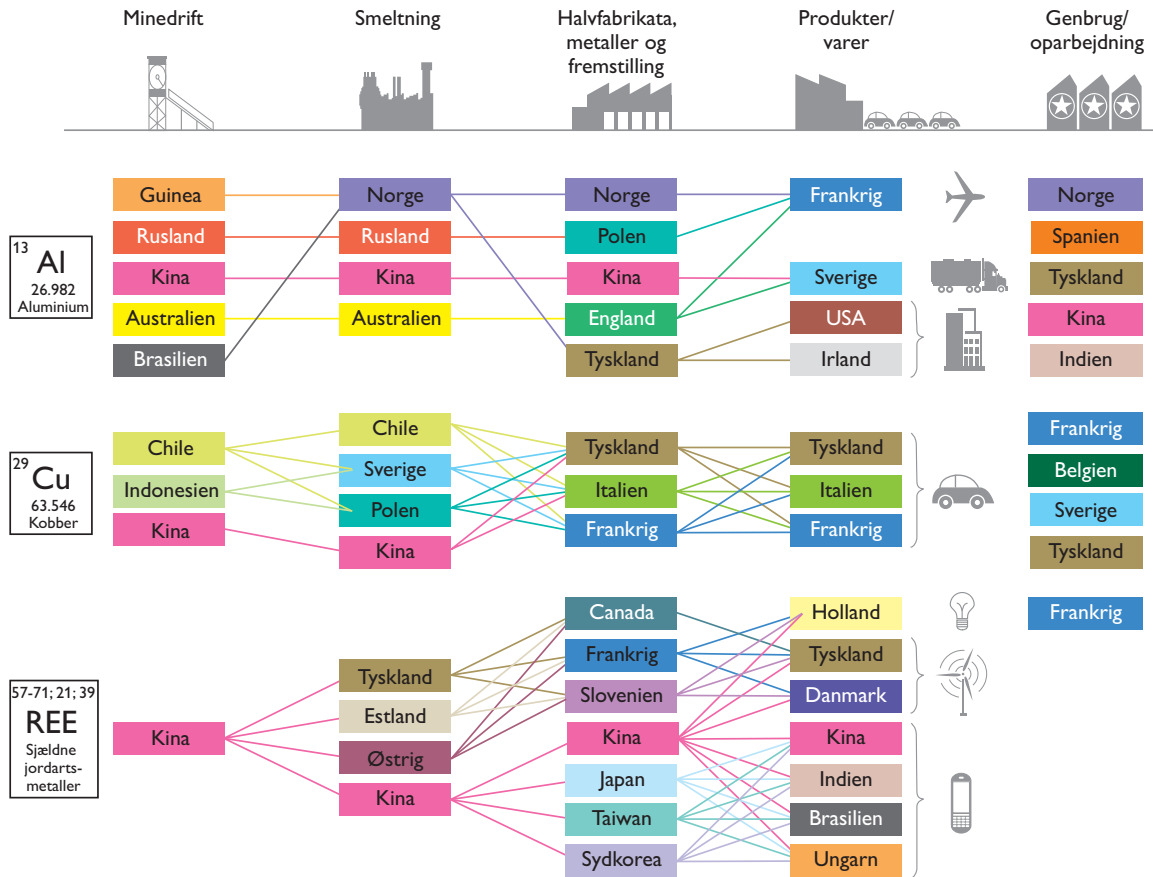 Minedrift
Smeltning
Halvfabrikata,
metaller og
fremstilling
Produkter/
varer
Genbrug/
oparbejdning
13
Al
26.982
Aluminium
Guinea
Rusland
Kina
Australien
Brasilien
Norge
Rusland
Kina
Australien
Norge
Polen
Kina
England
Tyskland
Frankrig
Sverige
USA
Irland
Norge
Spanien
Tyskland
Kina
Indien
29
Cu
63.546
Kobber
Chile
Indonesien
Kina
Chile
Sverige
Polen
Kina
Tyskland
Italien
Frankrig
Tyskland
Italien
Frankrig
Frankrig
Belgien
Sverige
Tyskland
57-71; 21; 39
REE
Sjældne
jordarts-
metaller
Kina
Tyskland
Estland
Østrig
Kina
Canada
Frankrig
Slovenien
Kina
Japan
Taiwan
Sydkorea
Holland
Tyskland
Danmark
Kina
Indien
Brasilien
Ungarn
Frankrig